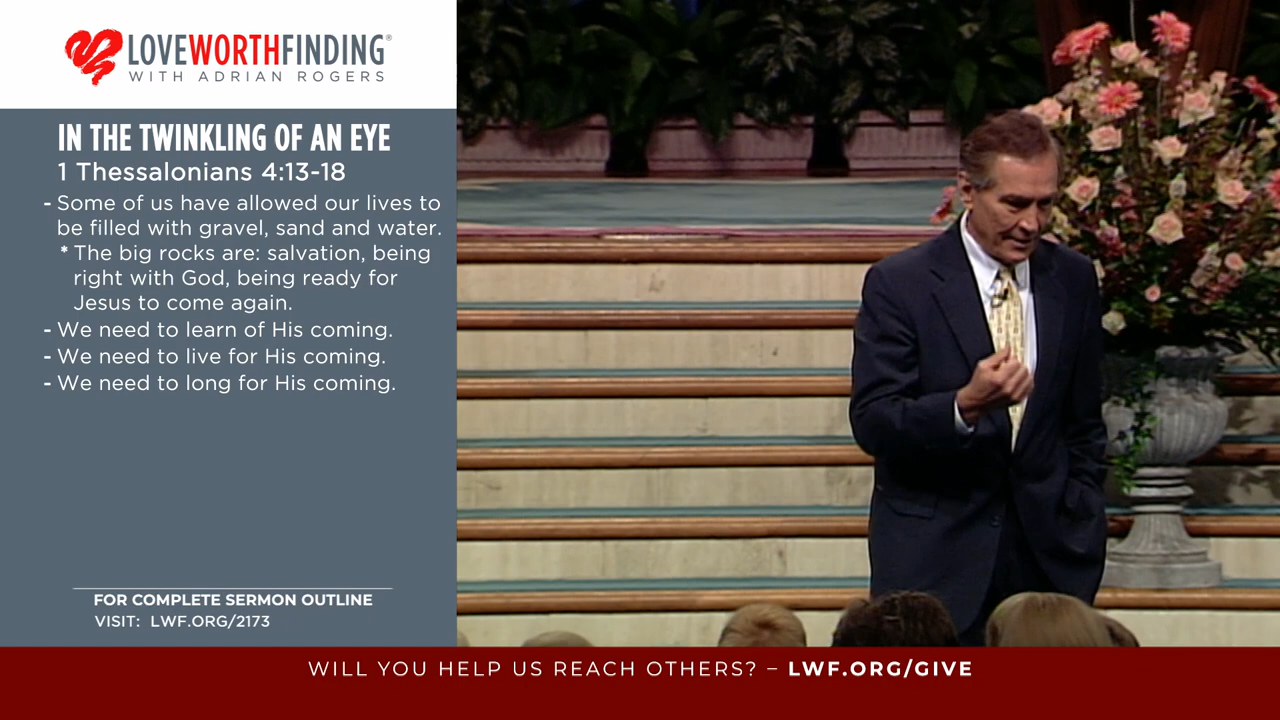 LOVEWORTHFINDING®
WITH ADRIAN ROGERS
IN THE TWINKLING OF AN EYE
1 Thessalonians 4:13-18
- Some of us have allowed our lives to
be filled with gravel, sand and water.
* The big rocks are: salvation, being
right with God, being ready for
Jesus to come again.
- We need to learn of His coming.
- We need to live for His coming.
- We need to long for His coming.
FOR COMPLETE SERMON OUTLINE
VISIT: LWF.ORG/2173
WILL YOU HELP US REACH OTHERS? – LWF.ORG/GIVE